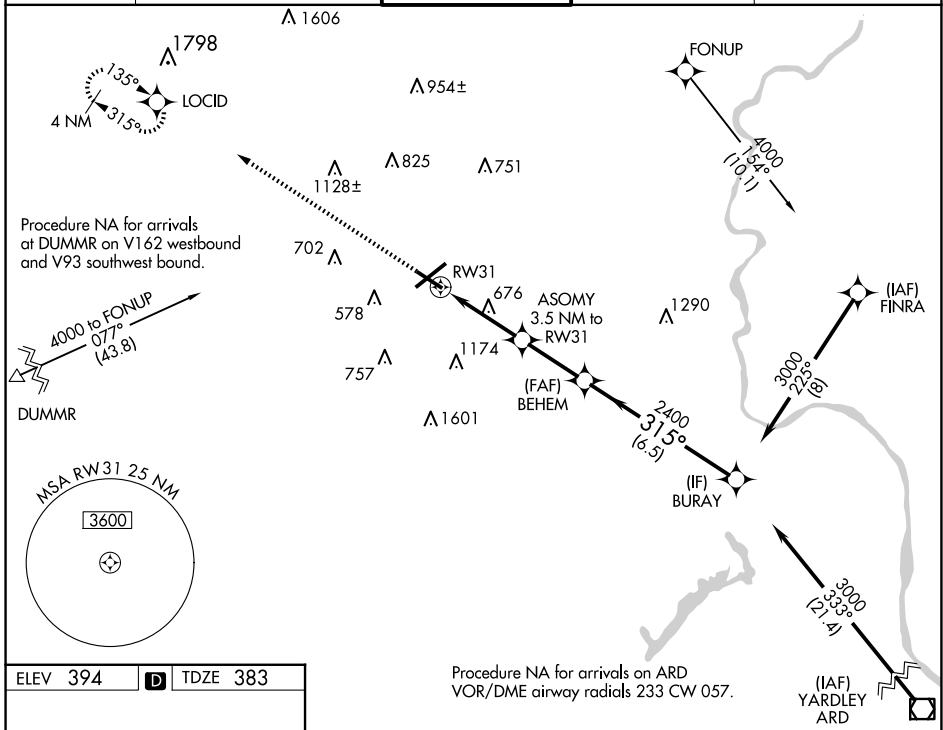 1606
1798
135°
315°
4 NM
LOCID
954±
FONUP
4000
154°
(10.1)
825
751
1128±
Procedure NA for arrivals
at DUMMR on V162 westbound
and V93 southwest bound.
702
RW31
578
676
ASOMY
3.5 NM to
RW31
1290
(IAF)
FINRA
4000 to FONUP
077°
(43.8)
DUMMR
757
1174
(FAF)
BEHEM
3000
225°
(8)
1601
2400
315°
(6.5)
(IF)
BURAY
MSA RW31 25 NM
3600
3000
333°
(21.4)
ELEV 394 D TDZE 383
Procedure NA for arrivals on ARD
VOR/DME airway radials 233 CW 057.
(IAF)
YARDLEY
ARD